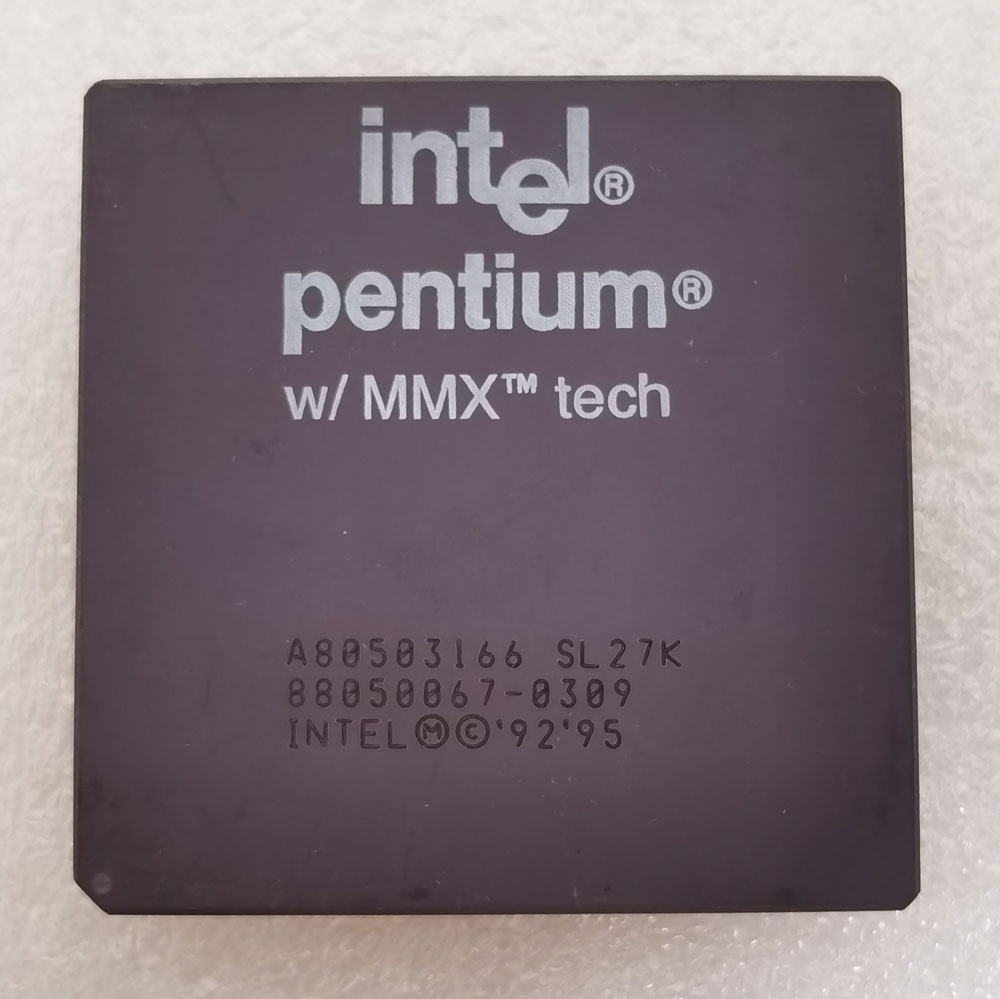 intel®
pentium®
w/ MMX™ tech
A80503166 SL27K
88050067-0309
INTEL Ⓜ©'92'95